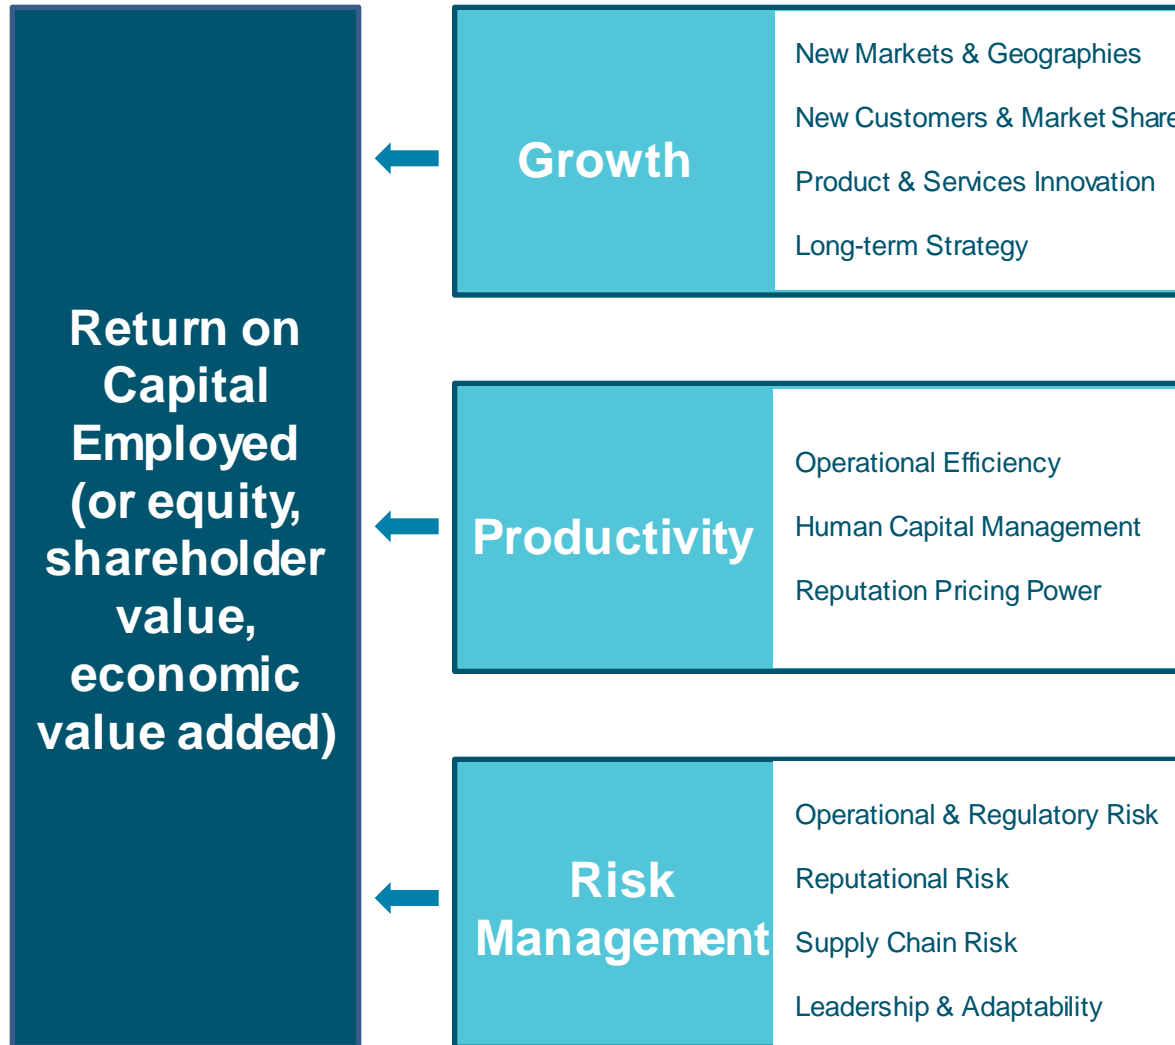 Return on
Capital
Employed
(or equity,
shareholder
value,
economic
value added)
Growth
New Markets & Geographies
New Customers & Market Share
Product & Services Innovation
Long-term Strategy
Productivity
Operational Efficiency
Human Capital Management
Reputation Pricing Power
Risk
Management
Operational & Regulatory Risk
Reputational Risk
Supply Chain Risk
Leadership & Adaptability